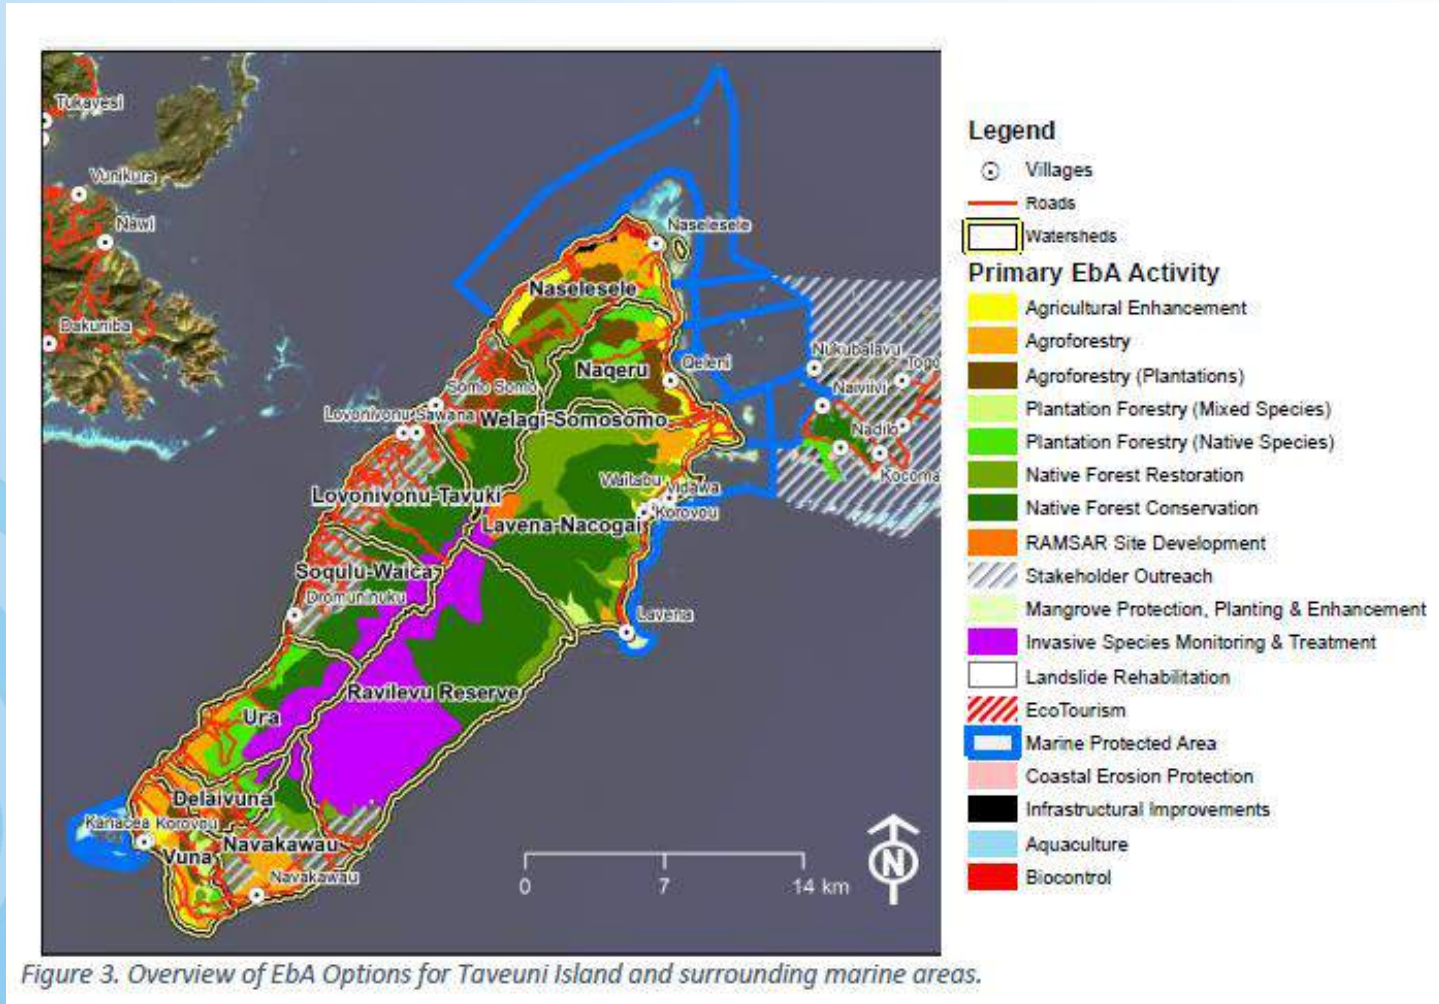 Tukavesi
Vunikura
Nawi
Dakuniba
Naselesele
Naselesele
Naqeru
Qeleni
Nukubalavu
Togo
Naiviivi
Nadilo
Kocoma
Somo Somo
Lovonivonu Sawana
Welagi-Somosomo
Waitabu
Vidawa
Korovou
Lovonivonu-Tavuki
Lavena-Nacogai
Soqulu-Waica
Dromuninuku
Lavena
Ravilevu Reserve
Ura
Delaivuna
Kanacea Korovou
Vuna
Navakawau
Navakawau
0 7 14 km
N
Legend
Villages
Roads
Watersheds
Primary EbA Activity
Agricultural Enhancement
Agroforestry
Agroforestry (Plantations)
Plantation Forestry (Mixed Species)
Plantation Forestry (Native Species)
Native Forest Restoration
Native Forest Conservation
RAMSAR Site Development
Stakeholder Outreach
Mangrove Protection, Planting & Enhancement
Invasive Species Monitoring & Treatment
Landslide Rehabilitation
EcoTourism
Marine Protected Area
Coastal Erosion Protection
Infrastructural Improvements
Aquaculture
Biocontrol
Figure 3. Overview of EbA Options for Taveuni Island and surrounding marine areas.